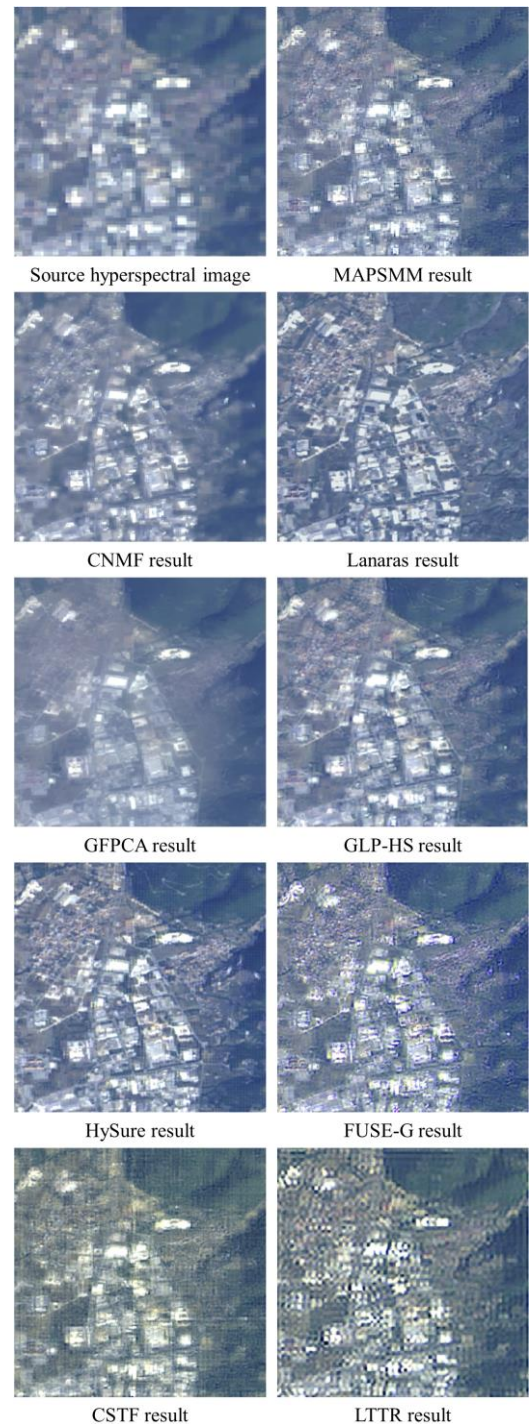 Source hyperspectral image
MAPSMM result
CNMF result
Lanaras result
GFPCA result
GLP-HS result
HySure result
FUSE-G result
CSTF result
LTTR result